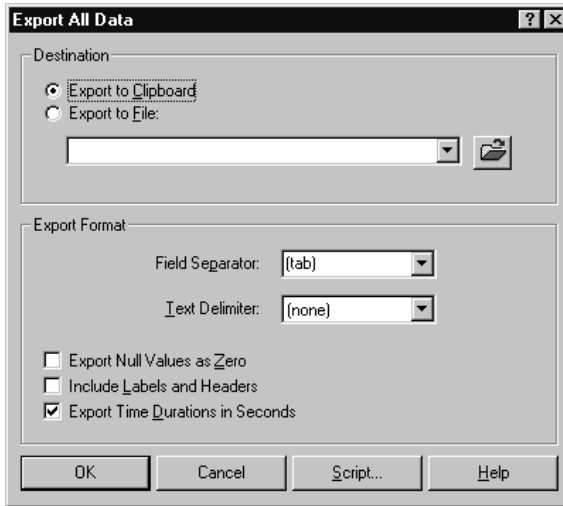 Export All Data
Destination
Export to Clipboard
Export to File:
Export Format
Field Separator: (tab)
Text Delimiter: (none)
Export Null Values as Zero
Include Labels and Headers
Export Time Durations in Seconds
OK Cancel Script... Help